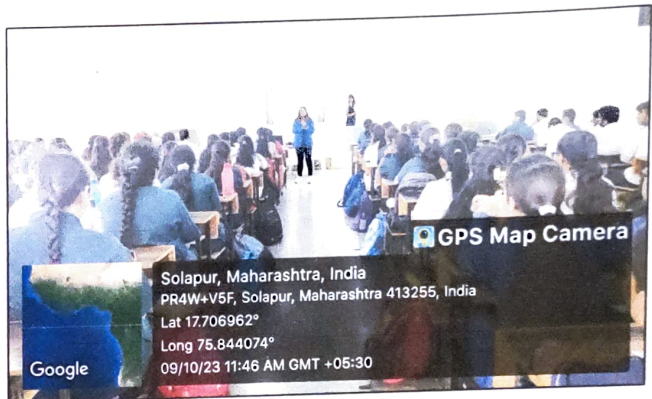 GPS Map Camera
Solapur, Maharashtra, India
PR4W+V5F, Solapur, Maharashtra 413255, India
Lat 17.706962°
Long 75.844074°
09/10/23 11:46 AM GMT +05:30
Google